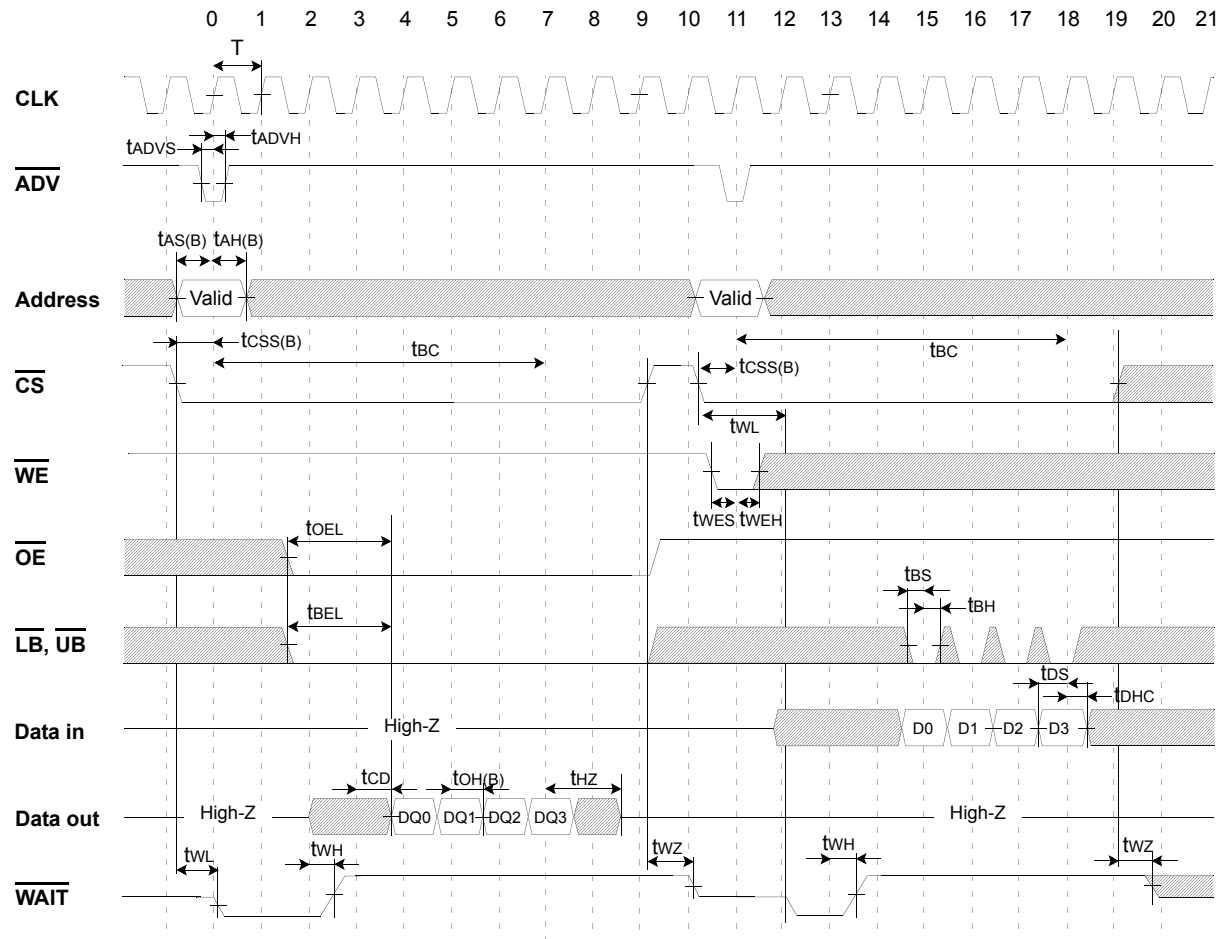 0 1 2 3 4 5 6 7 8 9 10 11 12 13 14 15 16 17 18 19 20 21
T
CLK
tADVH
tADVS
ADV
tAS(B) tAH(B)
Address Valid Valid
tCSS(B)
tBC tBC
tCSS(B)
CS
tWL
WE
tWES tWEH
tOEL
OE
tBS
tBEL tBH
LB, UB
tDS
tDHC
Data in High-Z D0 D1 D2 D3
tCD tOH(B) tHZ
Data out High-Z DQ0 DQ1 DQ2 DQ3 High-Z
tWL tWH tWZ tWH tWZ
WAIT